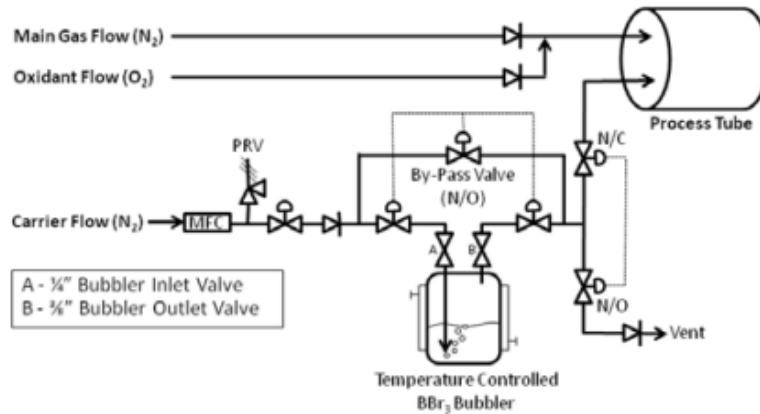 Main Gas Flow (N₂)
Oxidant Flow (O₂)
Process Tube
PRV
N/C
By-Pass Valve
(N/O)
Carrier Flow (N₂)
MFC
A
B
A - ¼” Bubbler Inlet Valve
B - ⅜” Bubbler Outlet Valve
N/O
Vent
Temperature Controlled
BBr₃ Bubbler